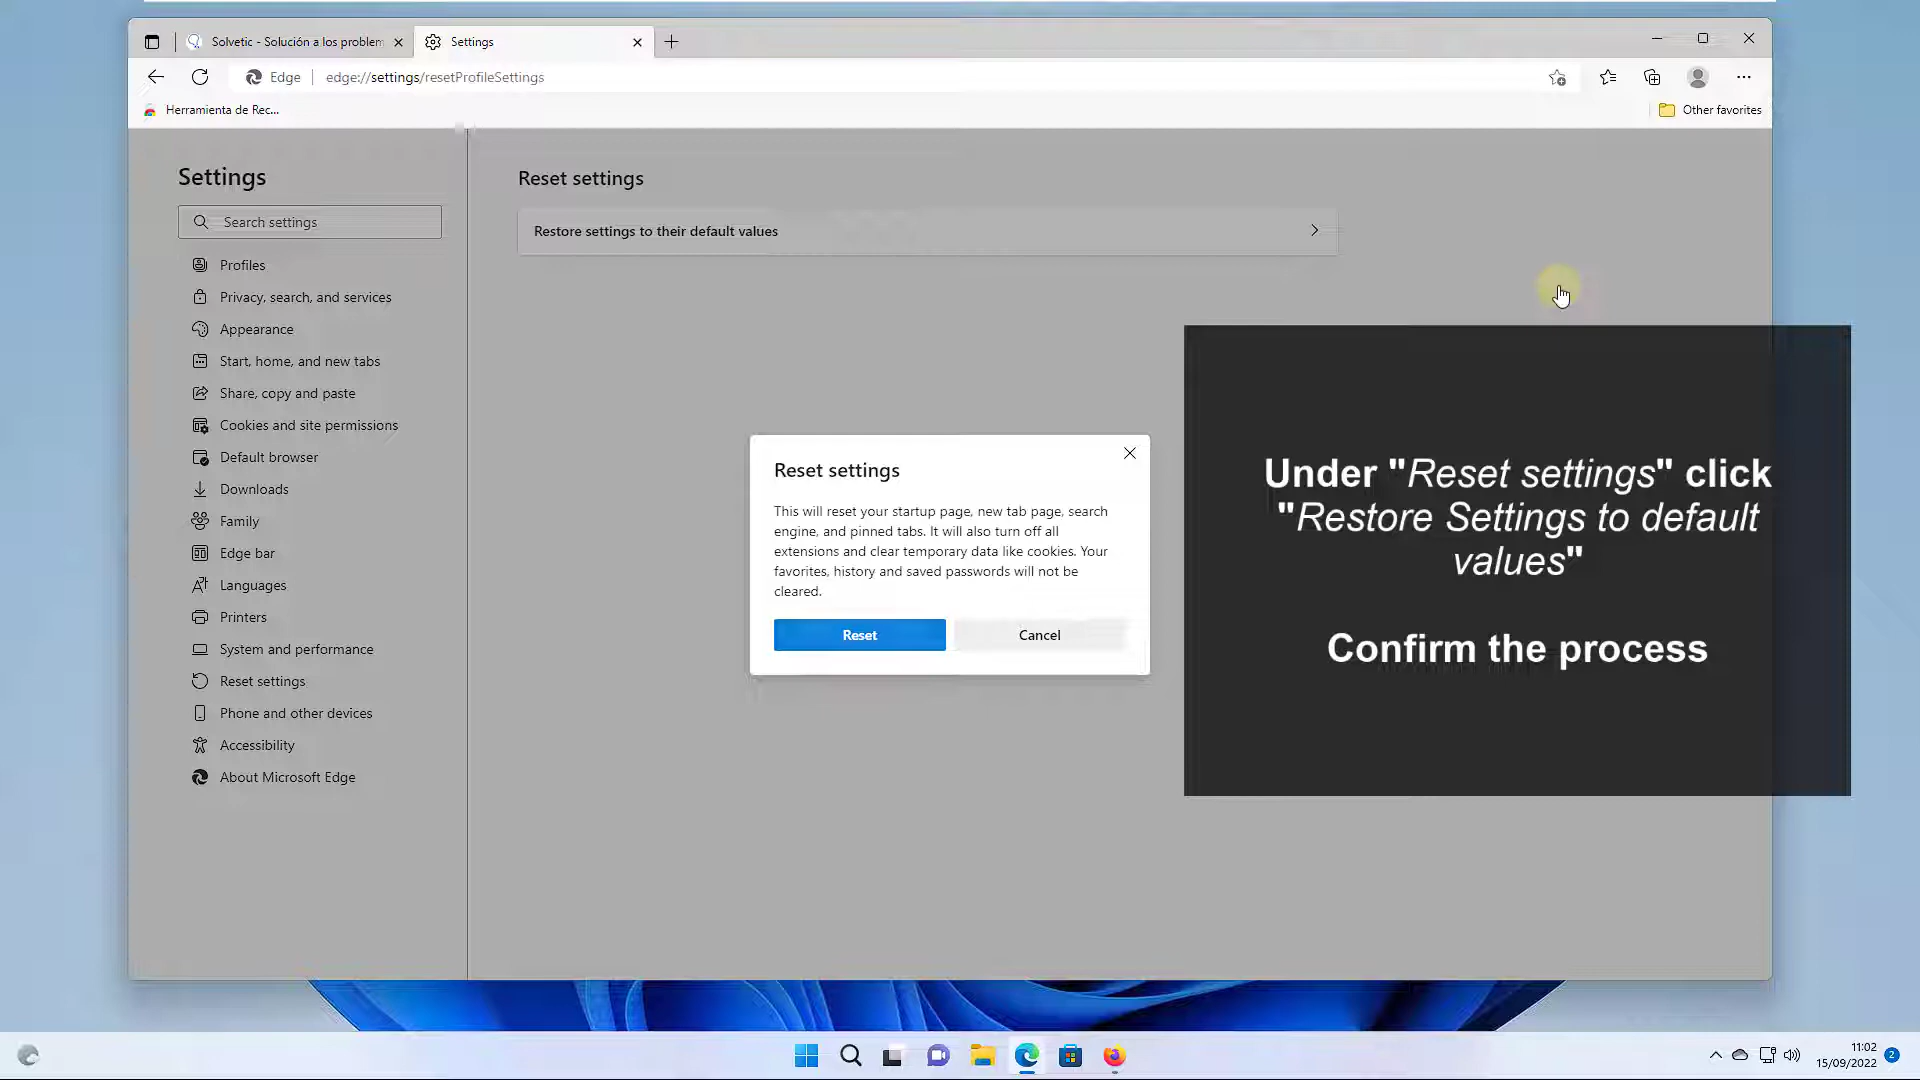 Solvetic - Solución a los problem
Settings
Edge
edge://settings/resetProfileSettings
Herramienta de Rec...
Other favorites
Settings
Search settings
Profiles
Privacy, search, and services
Appearance
Start, home, and new tabs
Share, copy and paste
Cookies and site permissions
Default browser
Downloads
Family
Edge bar
Languages
Printers
System and performance
Reset settings
Phone and other devices
Accessibility
About Microsoft Edge
Reset settings
Restore settings to their default values
Reset settings
This will reset your startup page, new tab page, search
engine, and pinned tabs. It will also turn off all
extensions and clear temporary data like cookies. Your
favorites, history and saved passwords will not be
cleared.
Reset
Cancel
Under "Reset settings" click
"Restore Settings to default
values"
Confirm the process
11:02
15/09/2022
2